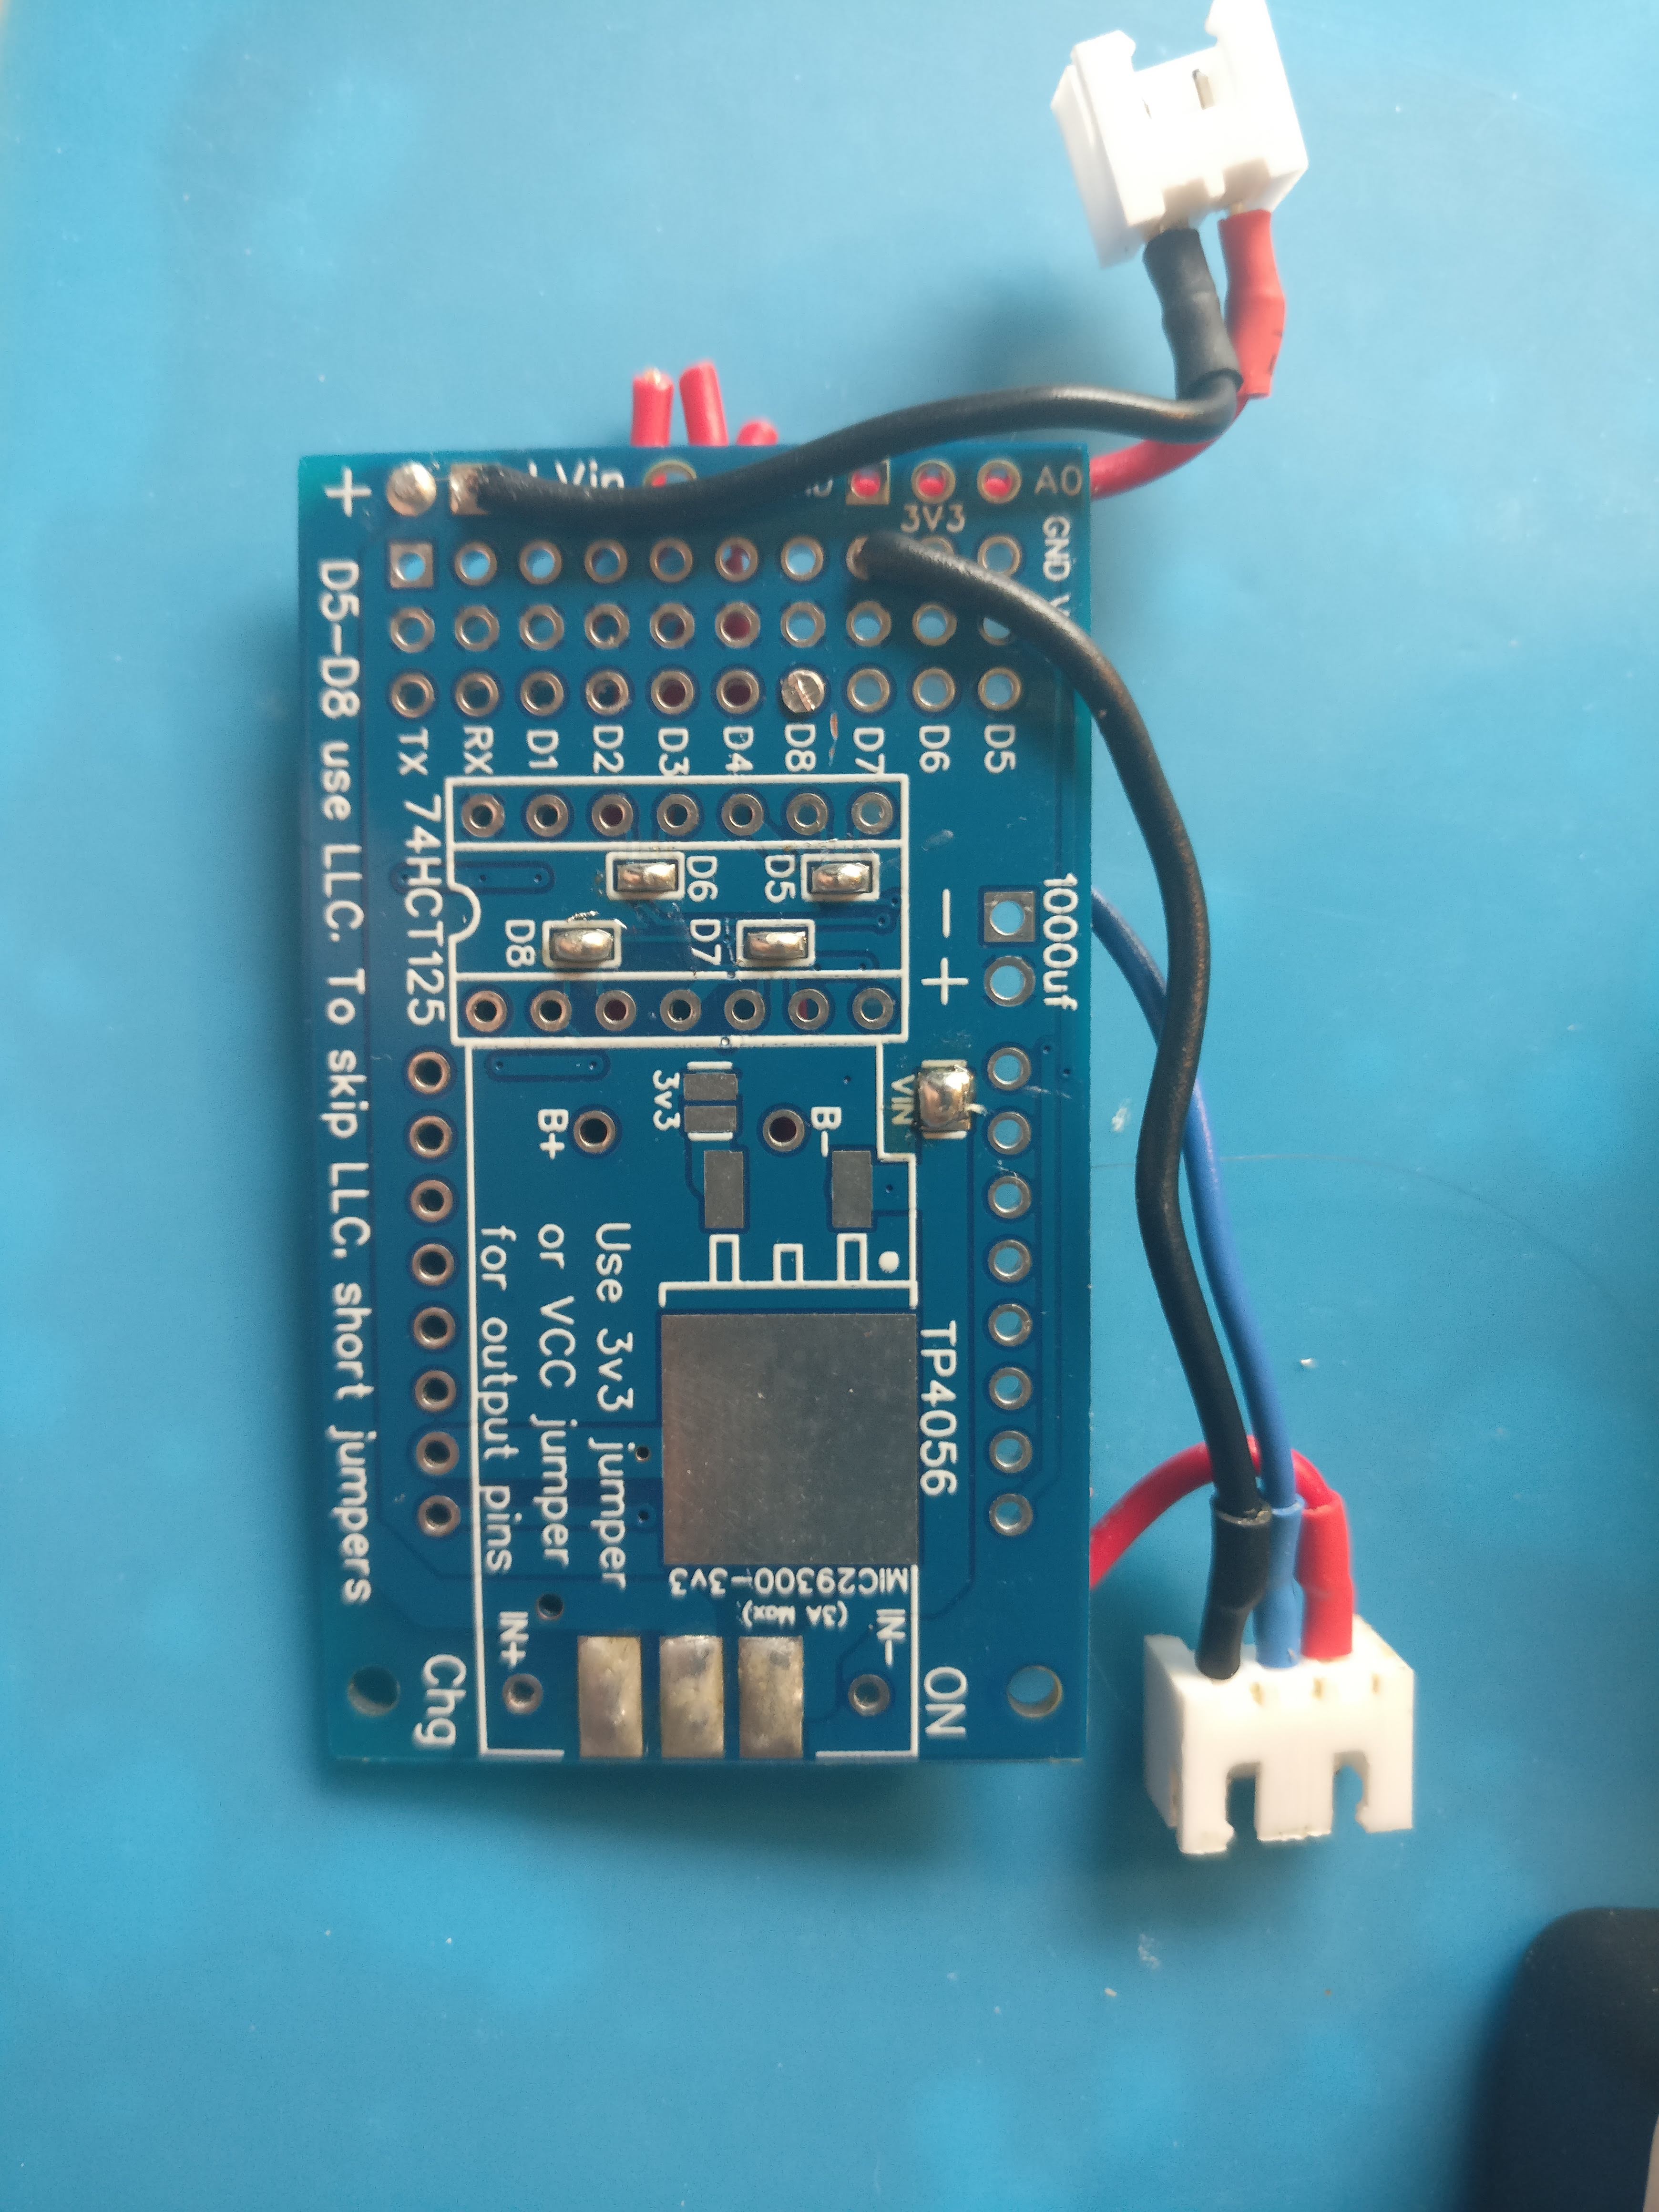 +
Vin
3V3
A0
GND
D5-D8 use LLC. To skip LLC. short jumpers
TX
RX
D1
D2
D3
D4
D8
D7
D6
D5
74HCT125
D6
D5
D8
D7
-
+
1000uf
3v3
B+
B-
VIN
Use 3v3 jumper
or VCC jumper
for output pins
TP4056
MIC29300-3v3
(3A Max)
IN+
IN-
Chg
ON